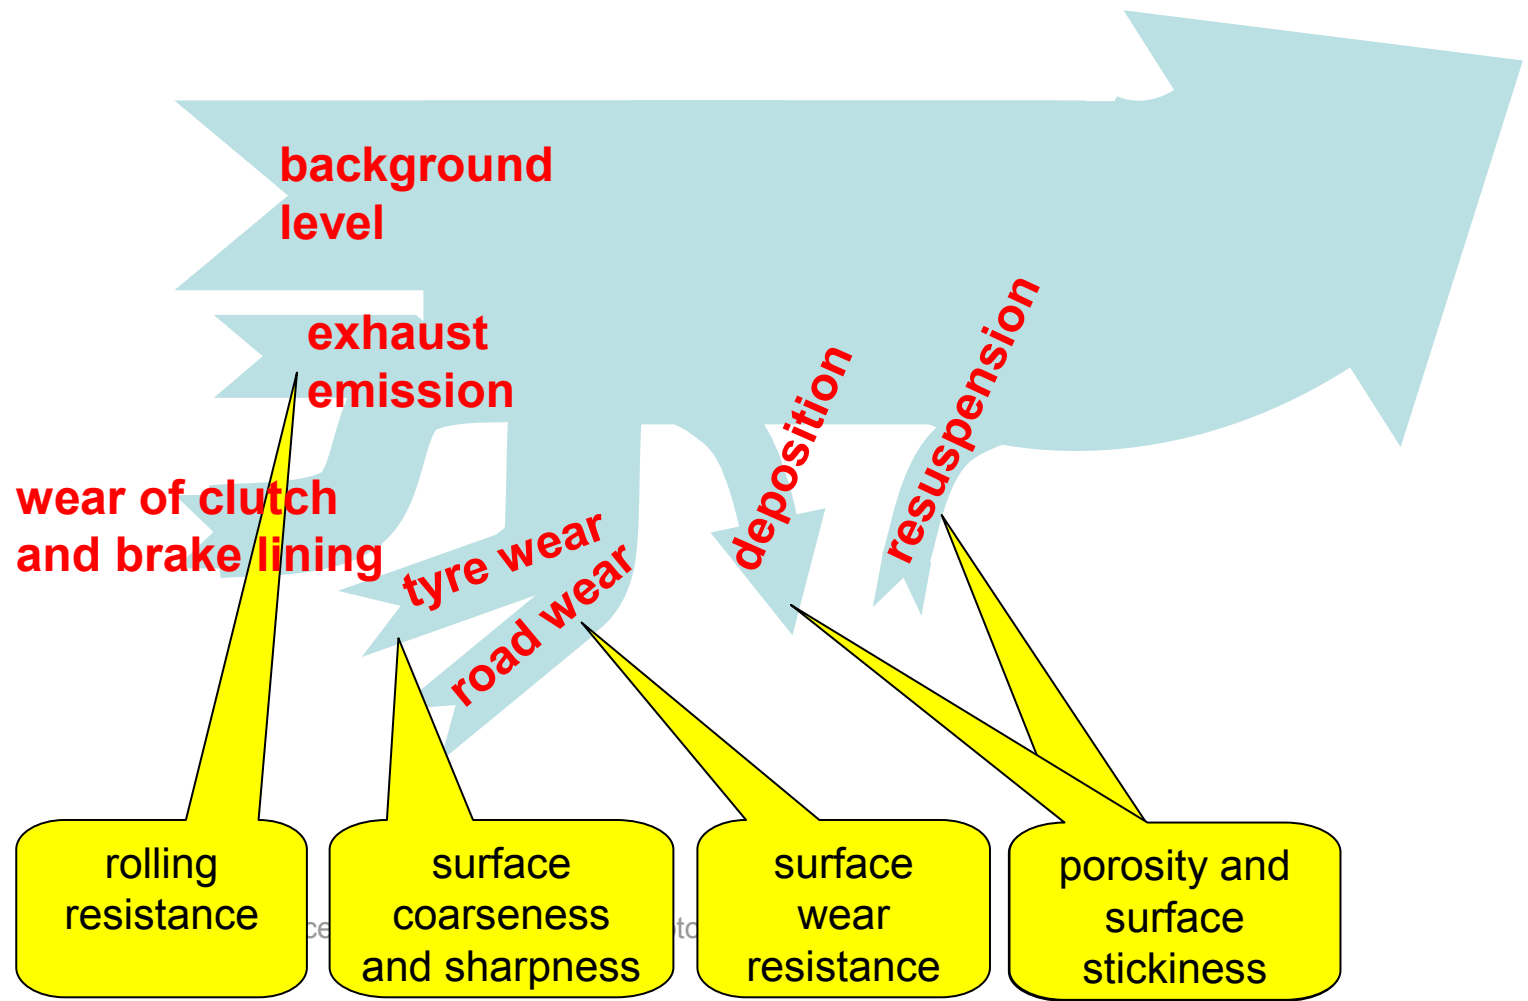 background
level
exhaust
emission
wear of clutch
and brake lining
tyre wear
road wear
deposition
resuspension
rolling
resistance
surface
coarseness
and sharpness
surface
wear
resistance
porosity and
surface
stickiness